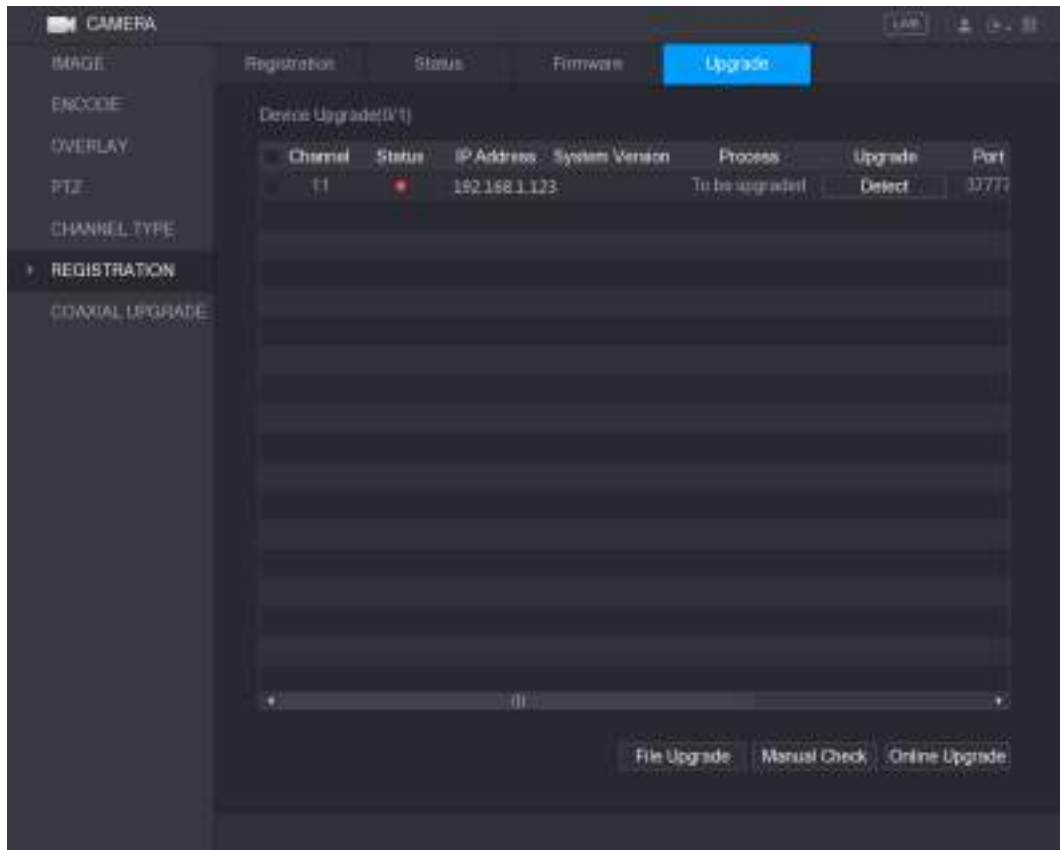 CAMERA LIVE
IMAGE
ENCODE
OVERLAY
PTZ
CHANNEL TYPE
REGISTRATION
COAXIAL UPGRADE
Registration Status Firmware Upgrade
Device Upgrade(0/1)
Channel Status IP Address System Version Process Upgrade Port
11 192.168.1.123 To be upgraded Detect 3777
File Upgrade Manual Check Online Upgrade